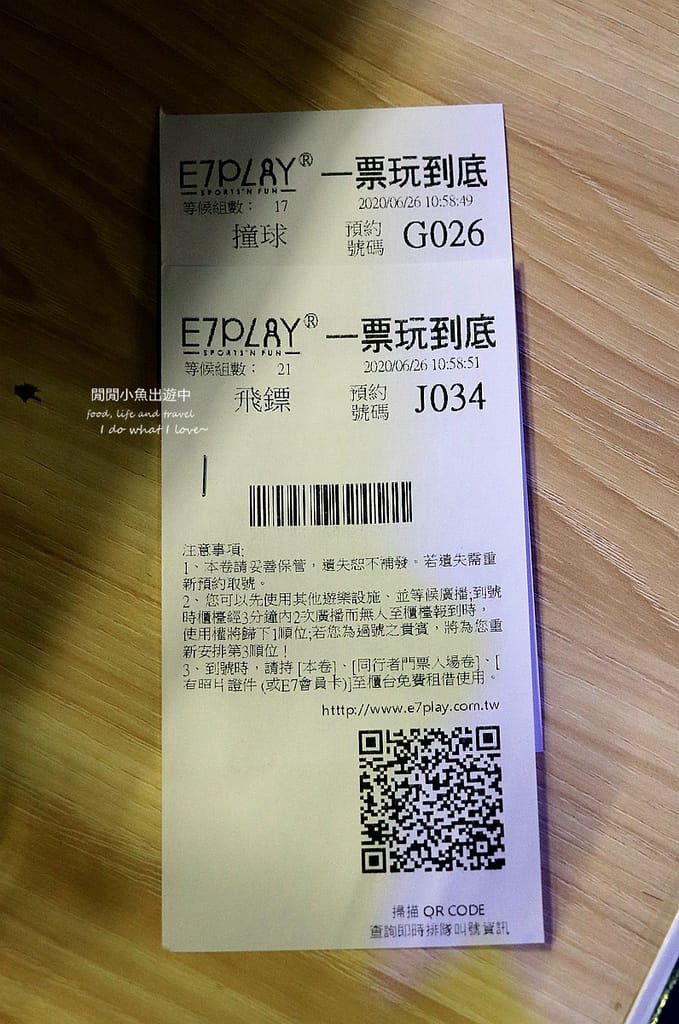 E7PLAY® 一票玩到底
SPORTS'N FUN
2020/06/26 10:58:49
等候組數： 17
撞球 預約號碼 G026
E7PLAY® 一票玩到底
SPORTS'N FUN
2020/06/26 10:58:51
等候組數： 21
飛鏢 預約號碼 J034
閒閒小魚出遊中
food, life and travel
I do what I love~
注意事項:
1、本卷請妥善保管，遺失恕不補發。若遺失需重
新預約取號。
2、您可以先使用其他遊樂設施、並等候廣播;到號
時櫃檯經3分鐘內2次廣播而無人至櫃檯報到時，
使用權將歸下1順位;若您為過號之貴賓，將為您重
新安排第3順位！
3、到號時，請持 [本卷]、[同行者門票入場卷]、[
有照片證件 (或E7會員卡)]至櫃台免費租借使用。
htttp://www.e7play.com.tw
掃描 QR CODE
查詢即時排隊叫號資訊